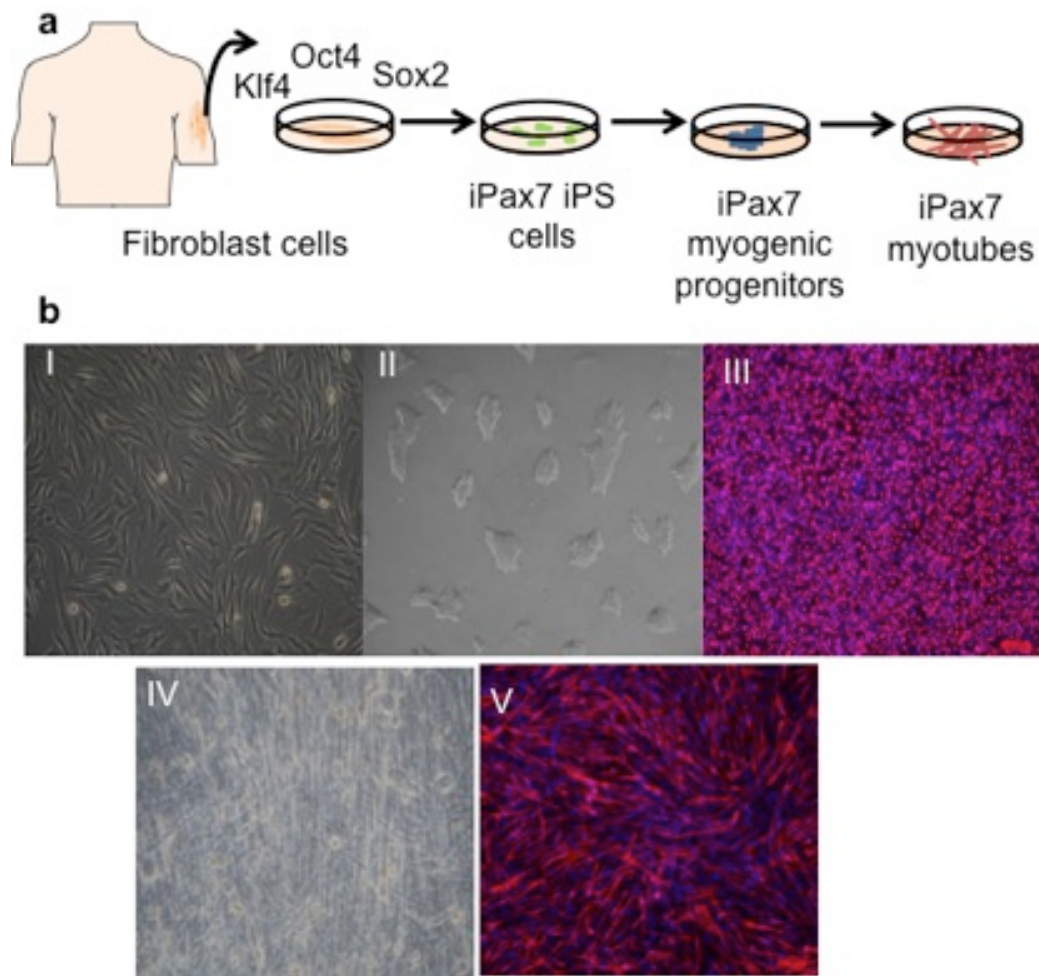 a
Oct4
Klf4
Sox2
Fibroblast cells
iPax7 iPS
cells
iPax7
myogenic
progenitors
iPax7
myotubes
b
I
II
III
IV
V